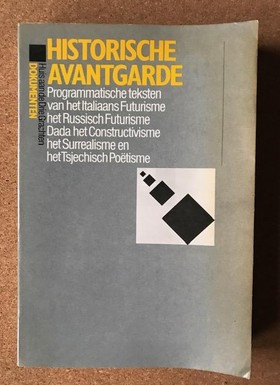 HISTORISCHE
AVANTGARDE
Programmatische teksten
van het Italiaans Futurisme
het Russisch Futurisme
Dada het Constructivisme
het Surrealisme en
het Tsjechisch Poëtisme
DOKUMENTEN